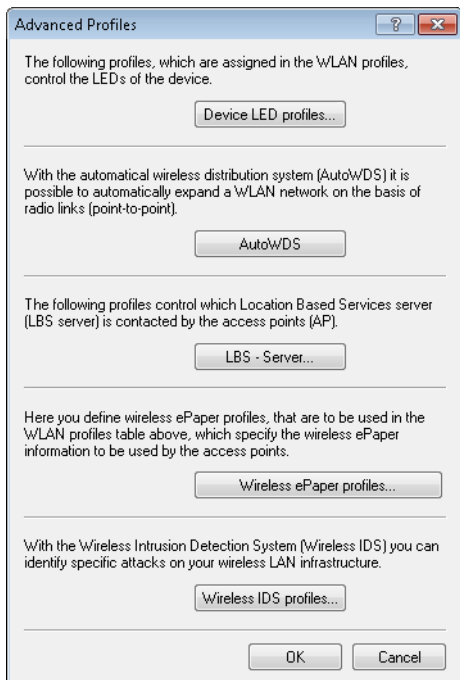 Advanced Profiles
?
The following profiles, which are assigned in the WLAN profiles,
control the LEDs of the device.
Device LED profiles...
With the automatical wireless distribution system (AutoWDS) it is
possible to automatically expand a WLAN network on the basis of
radio links (point-to-point).
AutoWDS
The following profiles control which Location Based Services server
(LBS server) is contacted by the access points (AP).
LBS - Server...
Here you define wireless ePaper profiles, that are to be used in the
WLAN profiles table above, which specify the wireless ePaper
information to be used by the access points.
Wireless ePaper profiles...
With the Wireless Intrusion Detection System (Wireless IDS) you can
identify specific attacks on your wireless LAN infrastructure.
Wireless IDS profiles...
OK Cancel